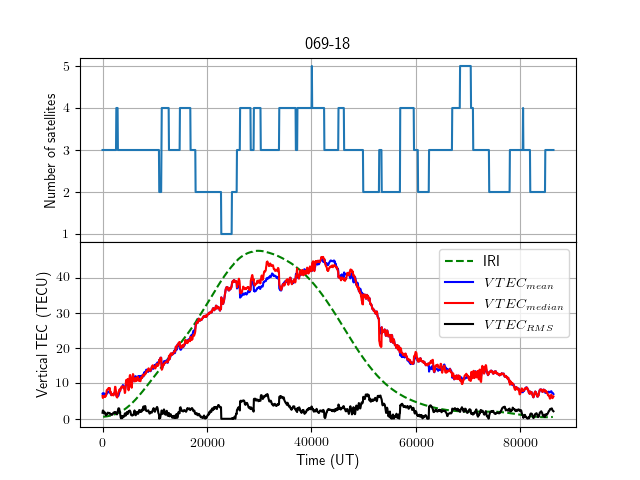 069-18
Number of satellites
5
4
3
2
1
Vertical TEC (TECU)
40
30
20
10
0
IRI
VTEC_mean
VTEC_median
VTEC_RMS
0 20000 40000 60000 80000
Time (UT)